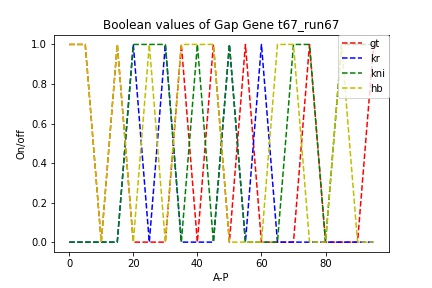 Boolean values of Gap Gene t67_run67
gt
kr
kni
hb
1.0
0.8
0.6
0.4
0.2
0.0
On/off
0 20 40 60 80
A-P